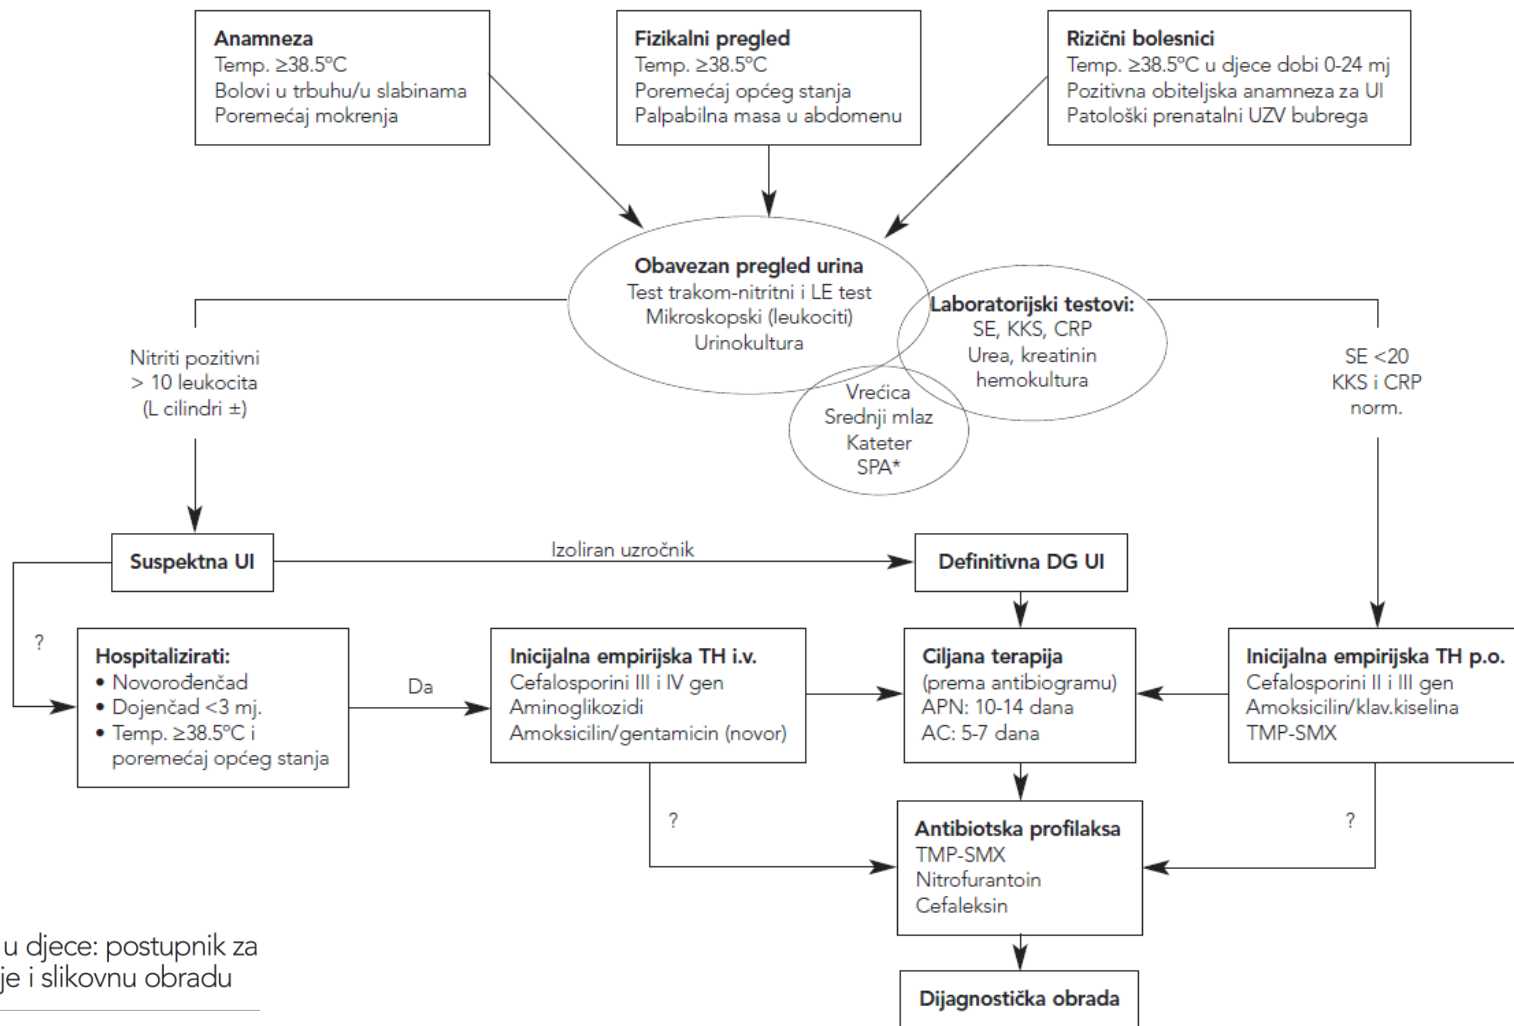 Anamneza
Temp. ≥38.5ºC
Bolovi u trbuhu/u slabinama
Poremećaj mokrenja
Fizikalni pregled
Temp. ≥38.5ºC
Poremećaj općeg stanja
Palpabilna masa u abdomenu
Rizični bolesnici
Temp. ≥38.5ºC u djece dobi 0-24 mj
Pozitivna obiteljska anamneza za UI
Patološki prenatalni UZV bubrega
Obavezan pregled urina
Test trakom-nitritni i LE test
Mikroskopski (leukociti)
Urinokultura
Laboratorijski testovi:
SE, KKS, CRP
Urea, kreatinin
hemokultura
Vrećica
Srednji mlaz
Kateter
SPA*
Nitriti pozitivni
> 10 leukocita
(L cilindri ±)
SE <20
KKS i CRP
norm.
Suspektna UI
Izoliran uzročnik
Definitivna DG UI
?
Hospitalizirati:
• Novorođenčad
• Dojenčad <3 mj.
• Temp. ≥38.5ºC i
poremećaj općeg stanja
Da
Inicijalna empirijska TH i.v.
Cefalosporini III i IV gen
Aminoglikozidi
Amoksicilin/gentamicin (novor)
Ciljana terapija
(prema antibiogramu)
APN: 10-14 dana
AC: 5-7 dana
Inicijalna empirijska TH p.o.
Cefalosporini II i III gen
Amoksicilin/klav.kiselina
TMP-SMX
?
?
Antibiotska profilaksa
TMP-SMX
Nitrofurantoin
Cefaleksin
Dijagnostička obrada
u djece: postupnik za
je i slikovnu obradu